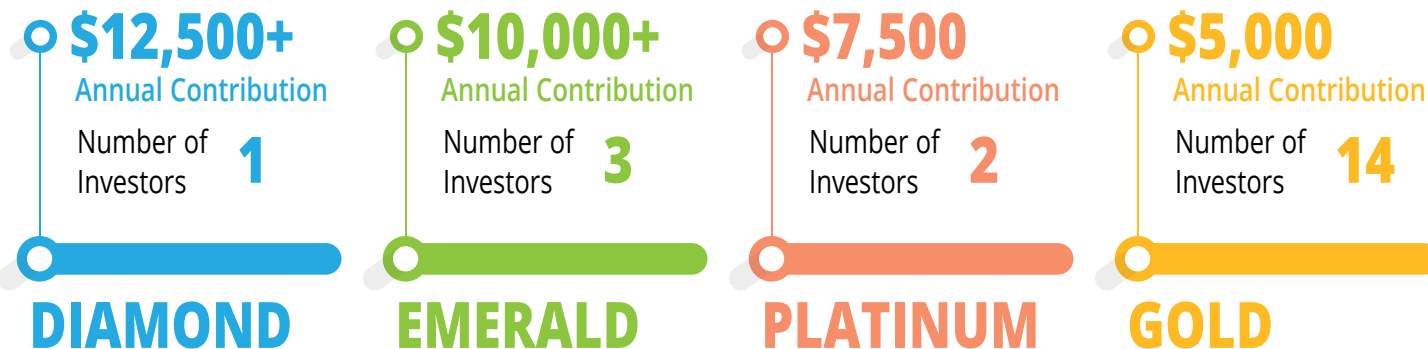 $12,500+
Annual Contribution
Number of
Investors
1
DIAMOND
$10,000+
Annual Contribution
Number of
Investors
3
EMERALD
$7,500
Annual Contribution
Number of
Investors
2
PLATINUM
$5,000
Annual Contribution
Number of
Investors
14
GOLD